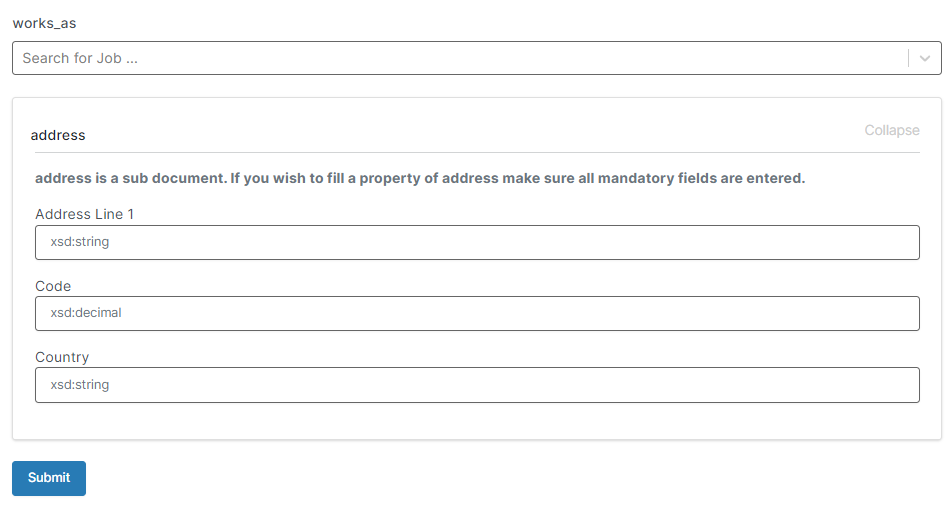 works_as
Search for Job ...
address
Collapse
address is a sub document. If you wish to fill a property of address make sure all mandatory fields are entered.
Address Line 1
xsd:string
Code
xsd:decimal
Country
xsd:string
Submit